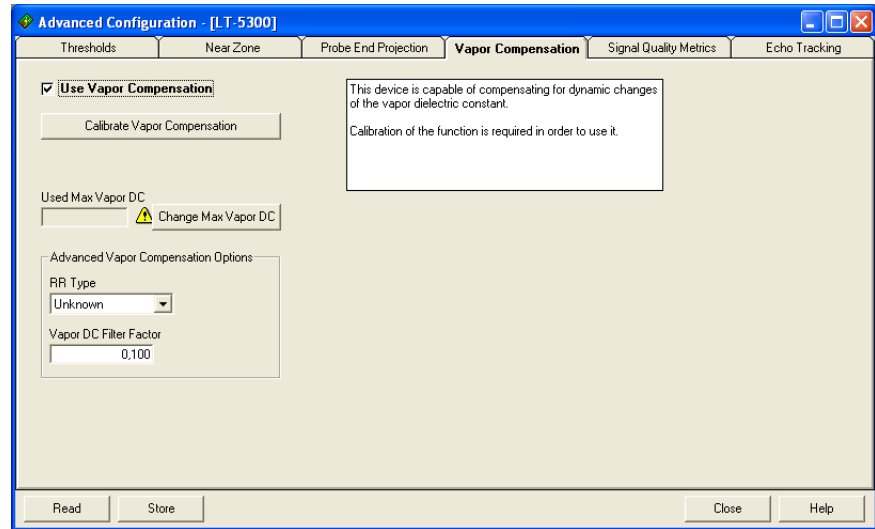 Advanced Configuration - [LT-5300]
Thresholds
Near Zone
Probe End Projection
Vapor Compensation
Signal Quality Metrics
Echo Tracking
Use Vapor Compensation
Calibrate Vapor Compensation
This device is capable of compensating for dynamic changes
of the vapor dielectric constant.
Calibration of the function is required in order to use it.
Used Max Vapor DC
Change Max Vapor DC
Advanced Vapor Compensation Options
RR Type
Unknown
Vapor DC Filter Factor
0,100
Read
Store
Close
Help